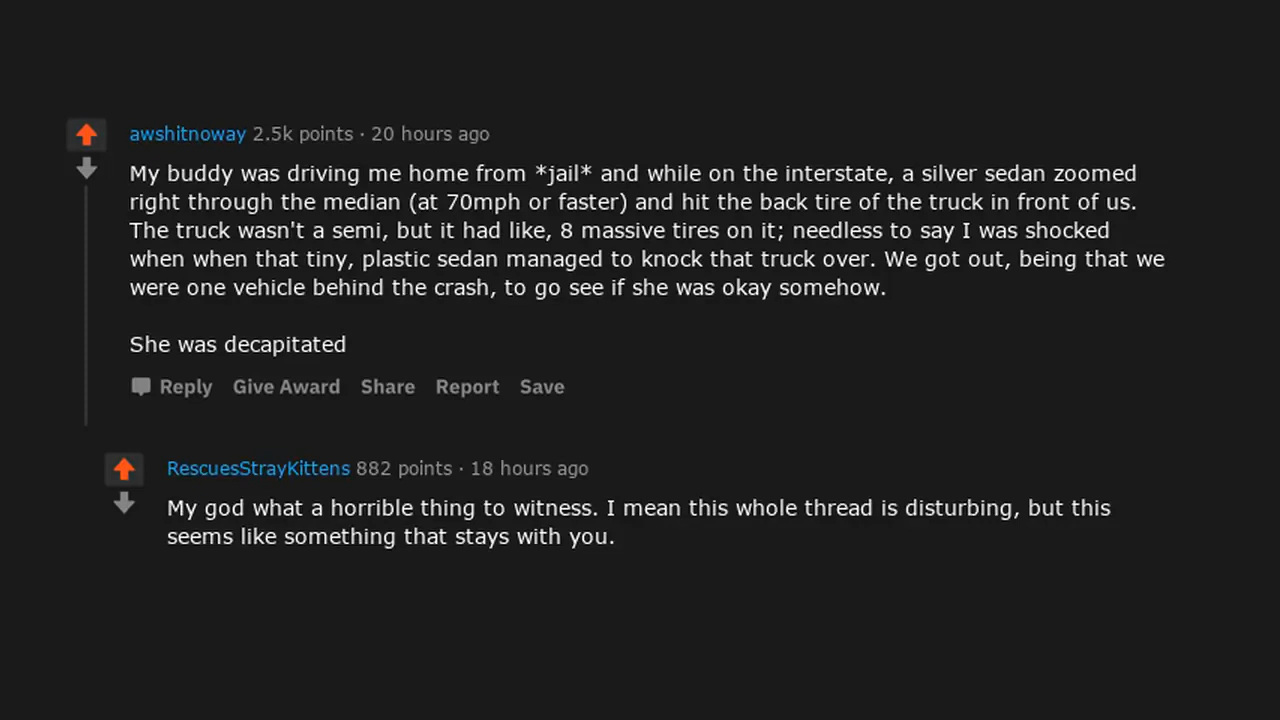 awshitnoway 2.5k points · 20 hours ago
My buddy was driving me home from *jail* and while on the interstate, a silver sedan zoomed
right through the median (at 70mph or faster) and hit the back tire of the truck in front of us.
The truck wasn't a semi, but it had like, 8 massive tires on it; needless to say I was shocked
when when that tiny, plastic sedan managed to knock that truck over. We got out, being that we
were one vehicle behind the crash, to go see if she was okay somehow.
She was decapitated
Reply Give Award Share Report Save
RescuesStrayKittens 882 points · 18 hours ago
My god what a horrible thing to witness. I mean this whole thread is disturbing, but this
seems like something that stays with you.